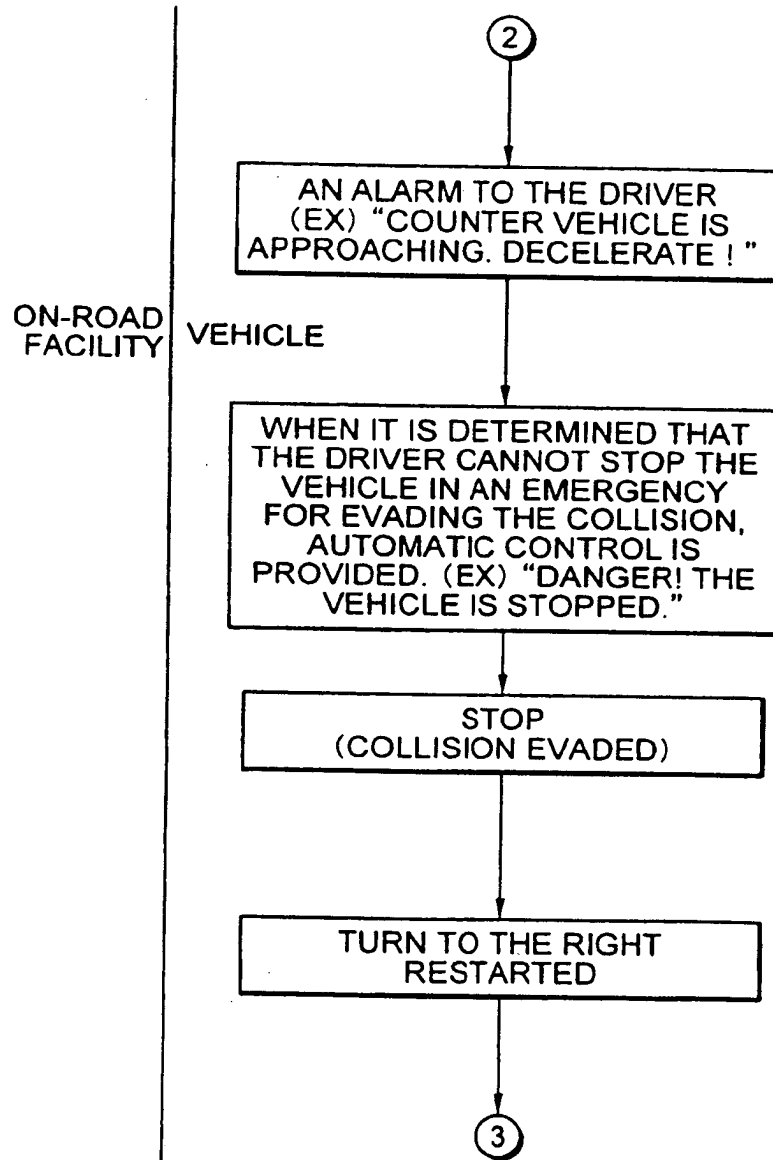 2
AN ALARM TO THE DRIVER
(EX) “COUNTER VEHICLE IS
APPROACHING. DECELERATE ! ”
ON-ROAD
FACILITY
VEHICLE
WHEN IT IS DETERMINED THAT
THE DRIVER CANNOT STOP THE
VEHICLE IN AN EMERGENCY
FOR EVADING THE COLLISION,
AUTOMATIC CONTROL IS
PROVIDED. (EX) “DANGER! THE
VEHICLE IS STOPPED.”
STOP
(COLLISION EVADED)
TURN TO THE RIGHT
RESTARTED
3